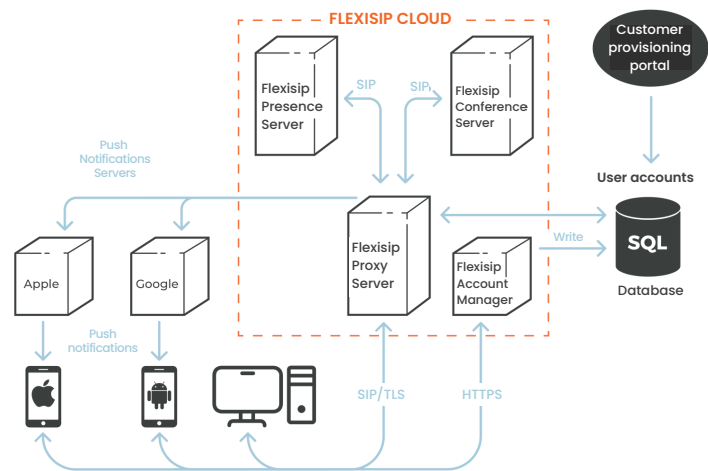 FLEXISIP CLOUD
Customer
provisioning
portal
SIP
SIP
Flexisip
Presence
Server
Flexisip
Conference
Server
Push
Notifications
Servers
User accounts
Flexisip
Proxy
Server
Write
SQL
Apple
Google
Flexisip
Account
Manager
Database
Push
notifications
SIP/TLS
HTTPS